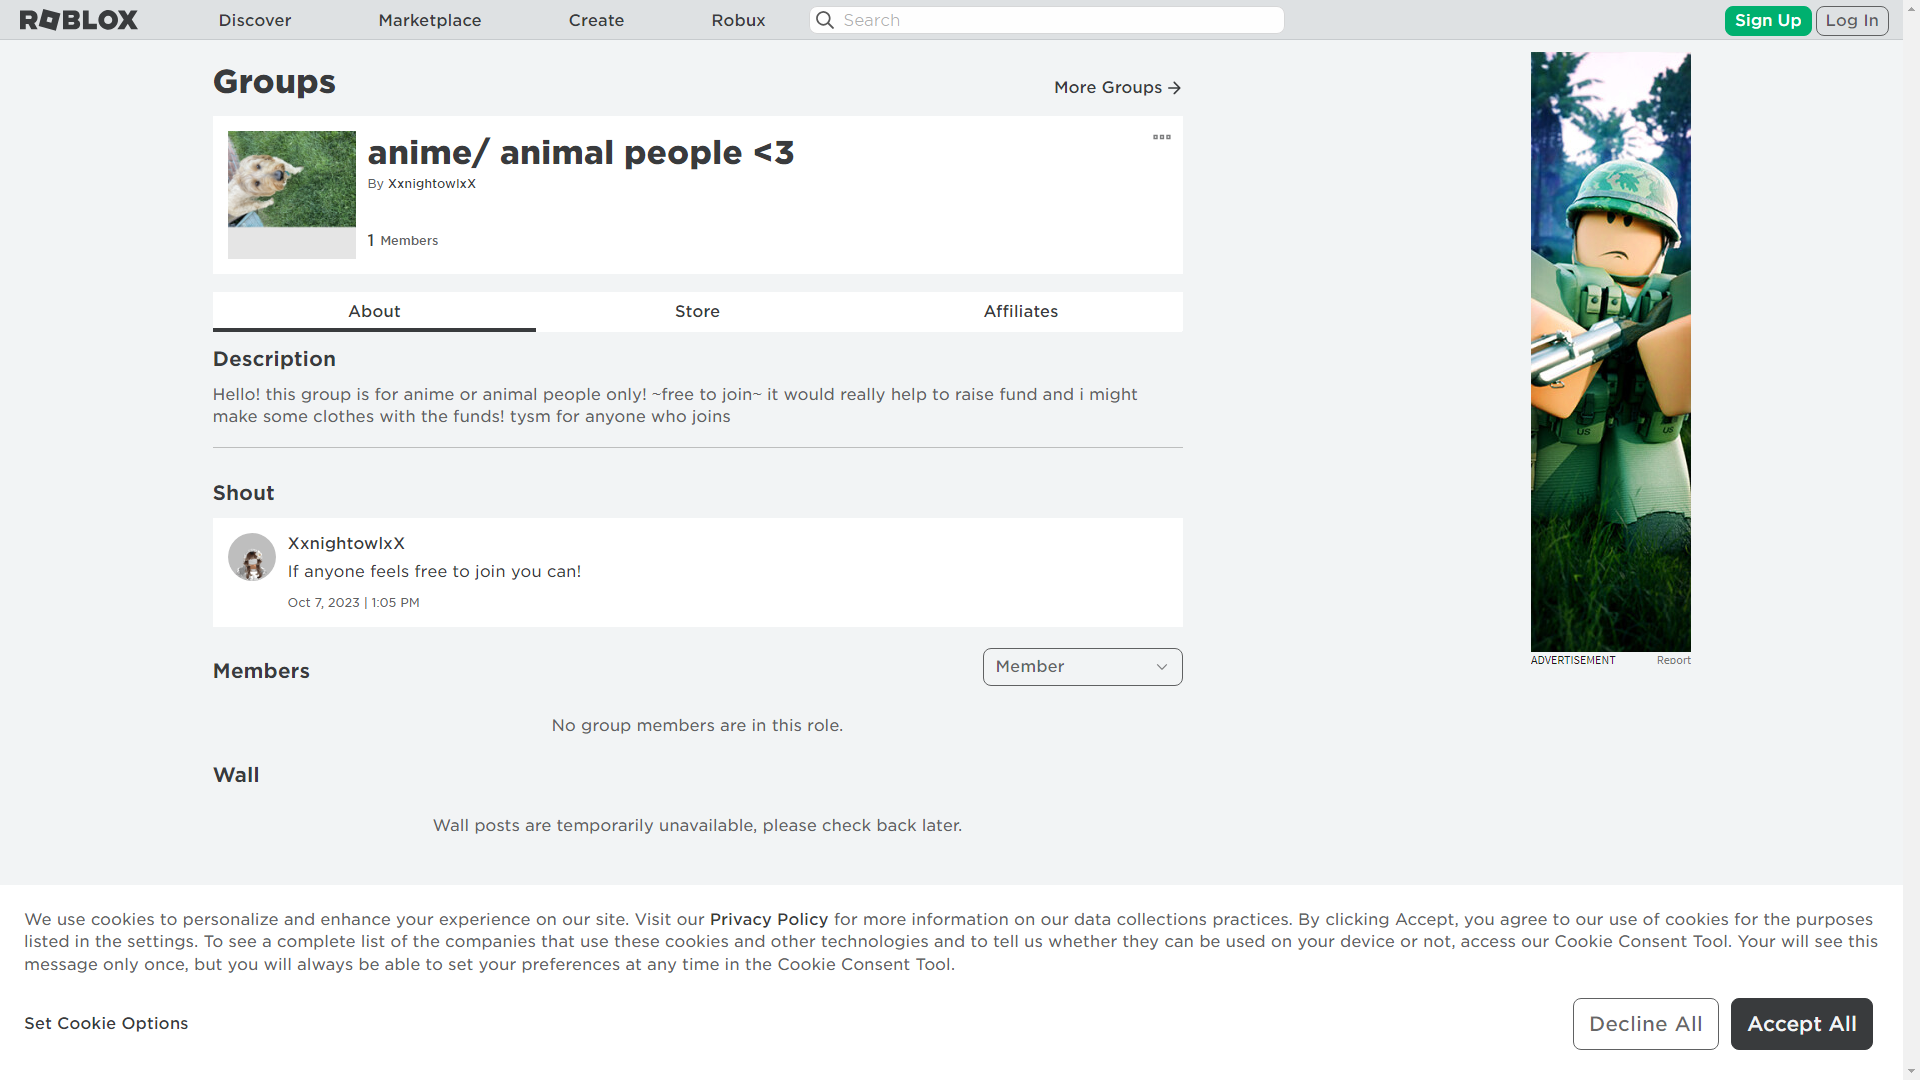 ROBLOX
Discover
Marketplace
Create
Robux
Search
Sign Up
Log In
Groups
More Groups
anime/ animal people <3
By XxnightowlxX
1 Members
About
Store
Affiliates
Description
Hello! this group is for anime or animal people only! ~free to join~ it would really help to raise fund and i might
make some clothes with the funds! tysm for anyone who joins
Shout
XxnightowlxX
If anyone feels free to join you can!
Oct 7, 2023 | 1:05 PM
Members
Member
No group members are in this role.
Wall
Wall posts are temporarily unavailable, please check back later.
US
US
ADVERTISEMENT
Report
We use cookies to personalize and enhance your experience on our site. Visit our Privacy Policy for more information on our data collections practices. By clicking Accept, you agree to our use of cookies for the purposes
listed in the settings. To see a complete list of the companies that use these cookies and other technologies and to tell us whether they can be used on your device or not, access our Cookie Consent Tool. Your will see this
message only once, but you will always be able to set your preferences at any time in the Cookie Consent Tool.
Set Cookie Options
Decline All
Accept All